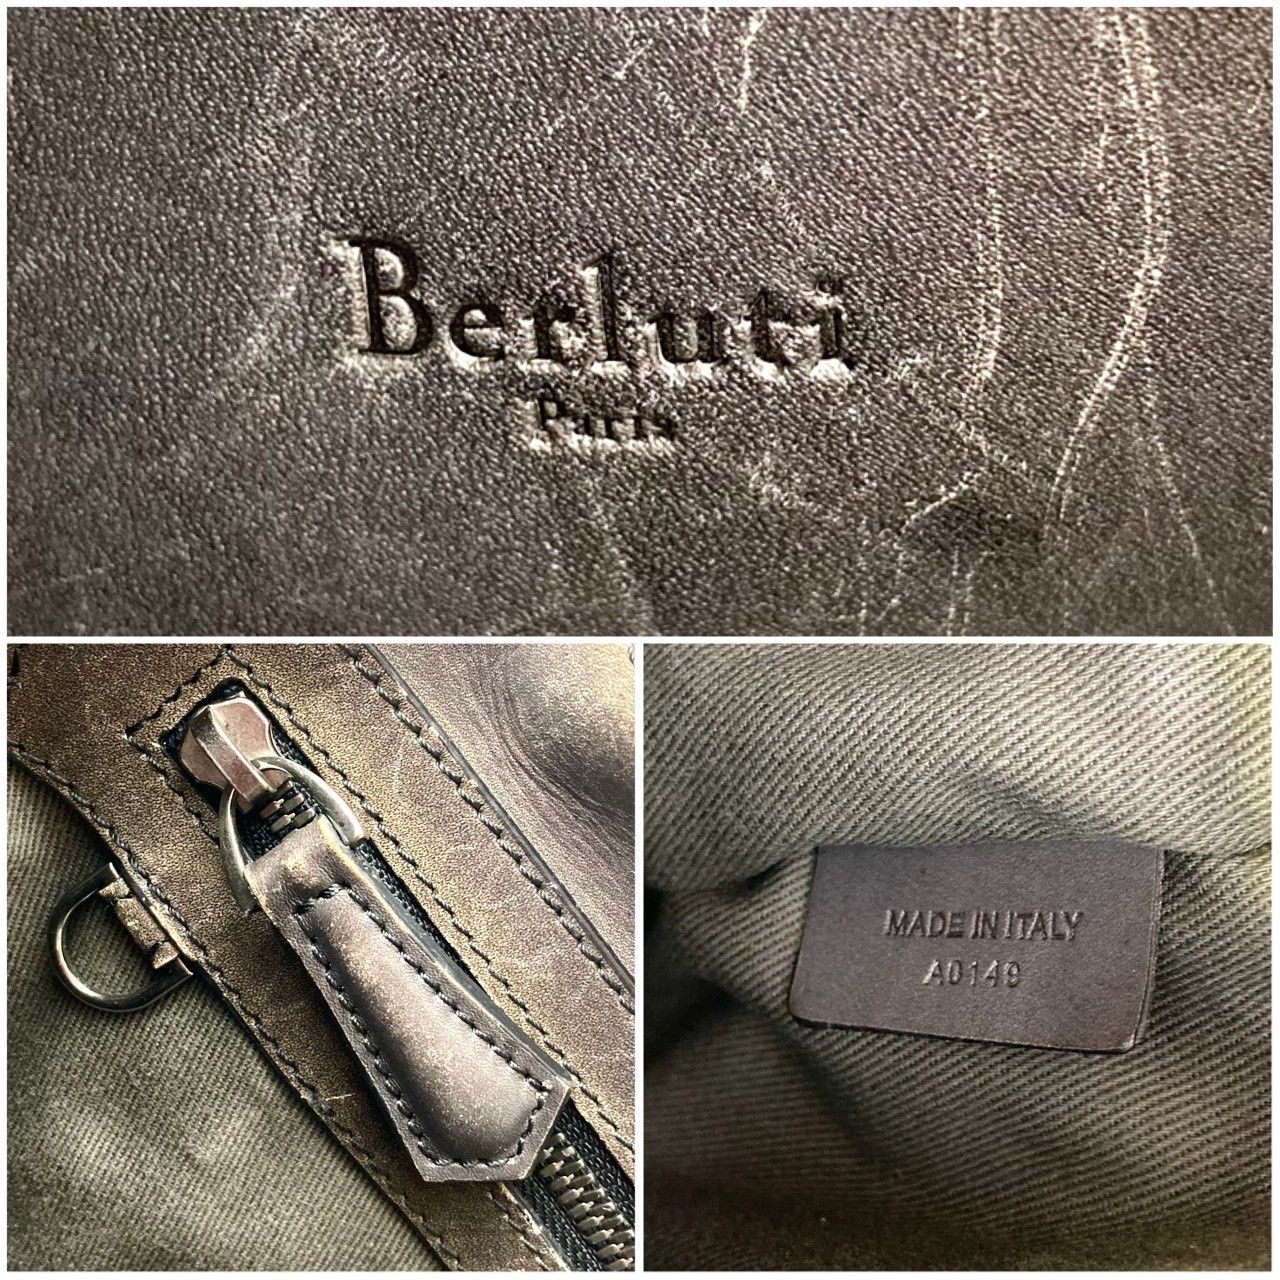 Berluti
Paris
MADE IN ITALY
A0149